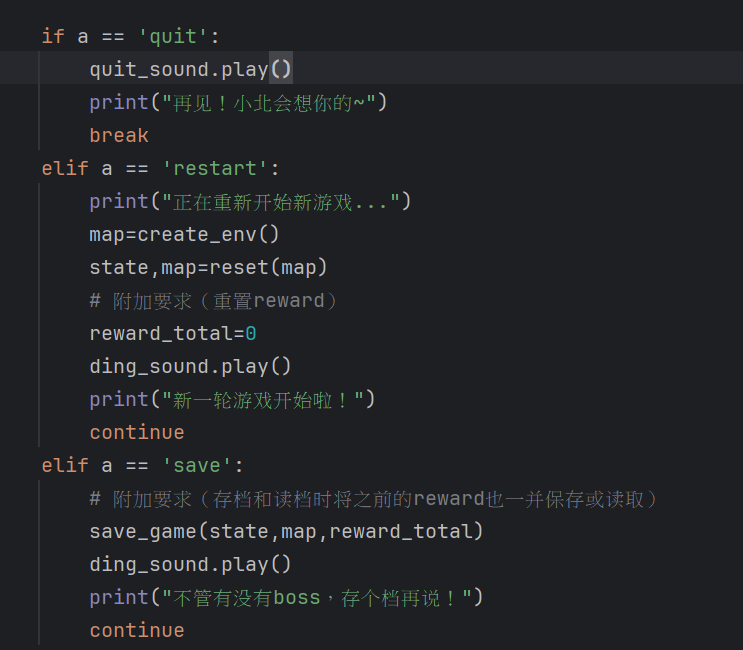 if a == 'quit':
    quit_sound.play()
    print("再见！小北会想你的~")
    break
elif a == 'restart':
    print("正在重新开始新游戏...")
    map=create_env()
    state,map=reset(map)
    # 附加要求（重置reward）
    reward_total=0
    ding_sound.play()
    print("新一轮游戏开始啦！")
    continue
elif a == 'save':
    # 附加要求（存档和读档时将之前的reward也一并保存或读取）
    save_game(state,map,reward_total)
    ding_sound.play()
    print("不管有没有boss，存个档再说！")
    continue